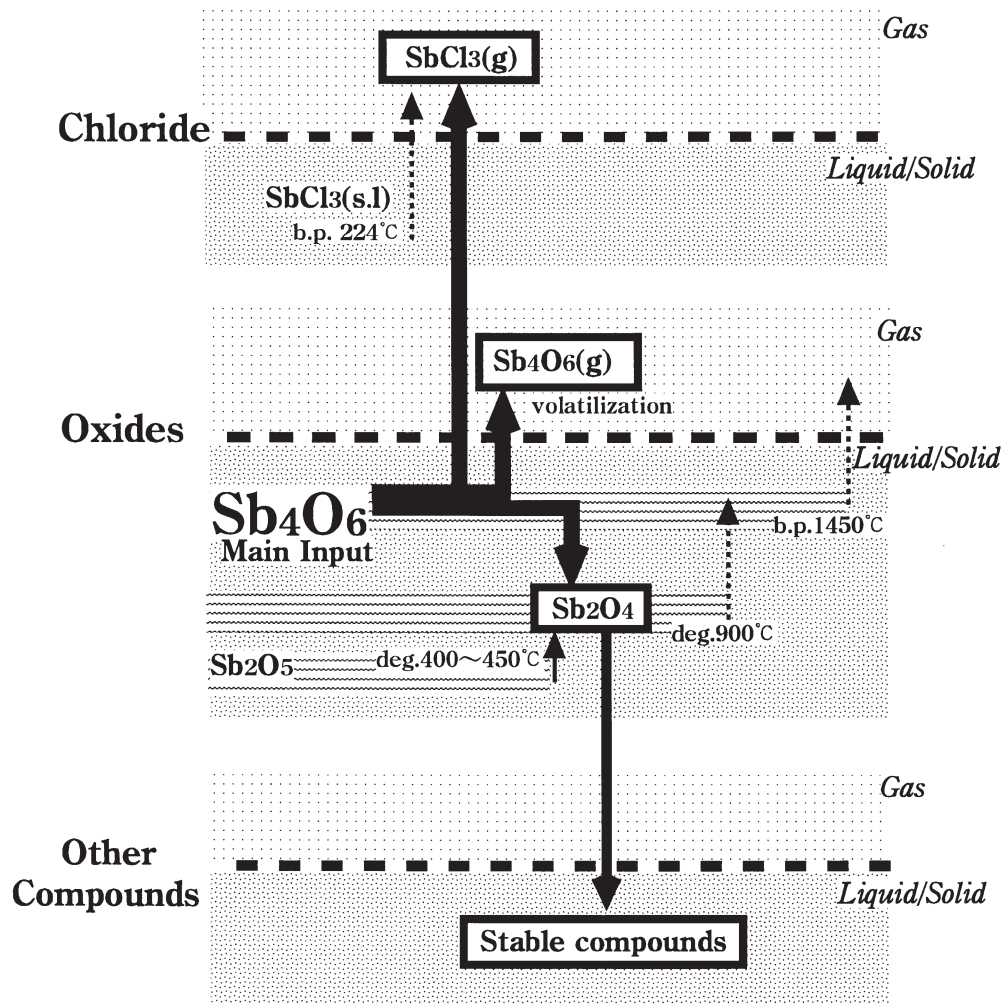 Gas
SbCl3(g)
Chloride
Liquid/Solid
SbCl3(s.l)
b.p. 224℃
Gas
Sb4O6(g)
volatilization
Oxides
Liquid/Solid
Sb4O6
Main Input
b.p.1450℃
Sb2O4
deg.900℃
Sb2O5
deg.400～450℃
Gas
Other
Compounds
Liquid/Solid
Stable compounds